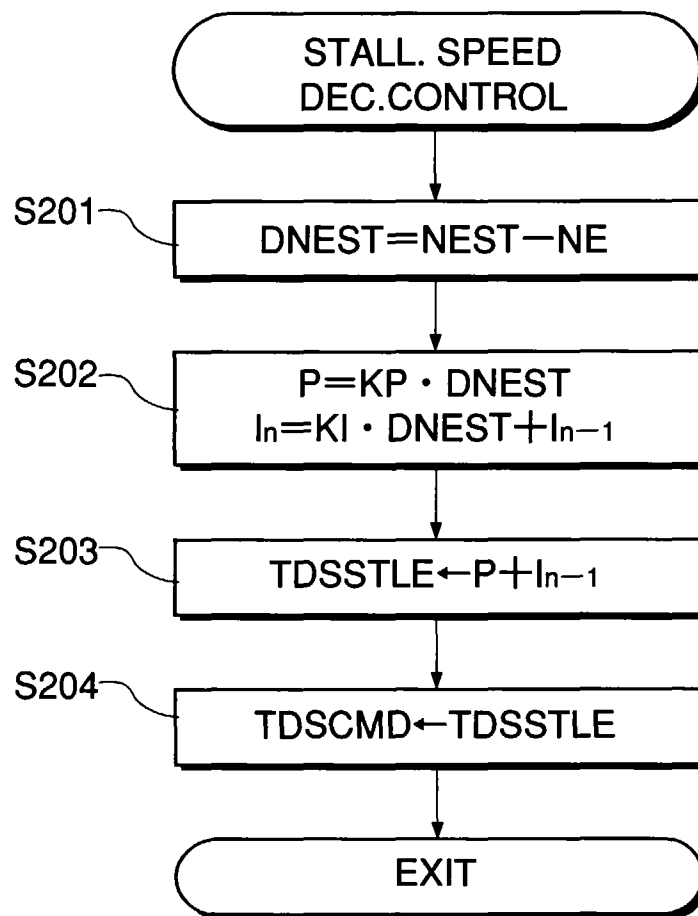 STALL. SPEED
DEC.CONTROL
S201
DNEST=NEST−NE
S202
P=KP・DNEST
In=KI・DNEST+In−1
S203
TDSSTLE←P+In−1
S204
TDSCMD←TDSSTLE
EXIT